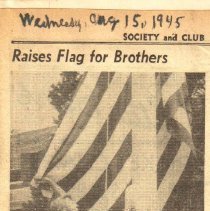 Wednesday, Aug 15, 1945
SOCIETY and CLUB
Raises Flag for Brothers